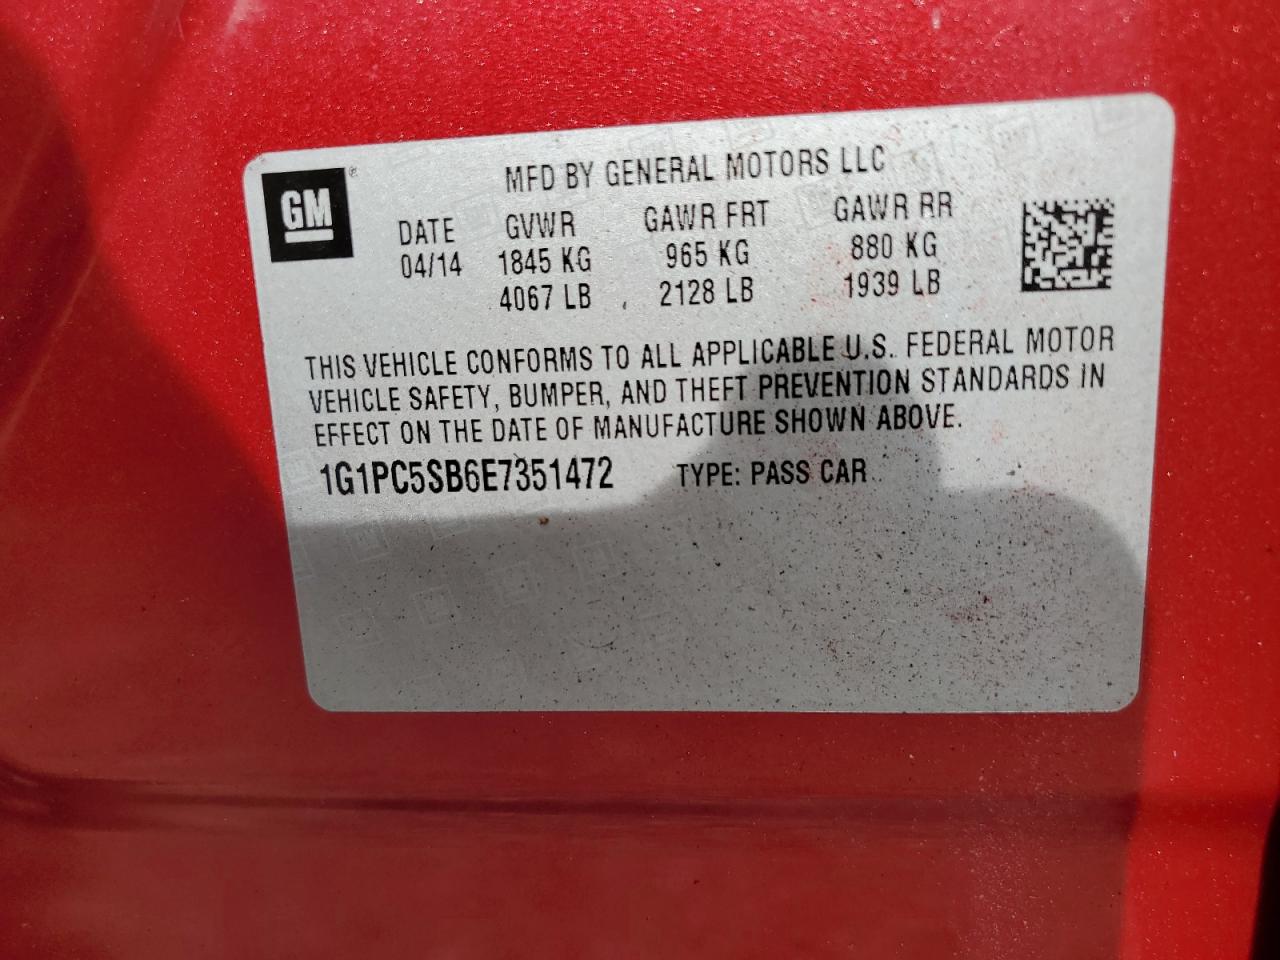 GM
MFD BY GENERAL MOTORS LLC
DATE GVWR GAWR FRT GAWR RR
04/14 1845 KG 965 KG 880 KG
4067 LB 2128 LB 1939 LB
THIS VEHICLE CONFORMS TO ALL APPLICABLE U.S. FEDERAL MOTOR
VEHICLE SAFETY, BUMPER, AND THEFT PREVENTION STANDARDS IN
EFFECT ON THE DATE OF MANUFACTURE SHOWN ABOVE.
1G1PC5SB6E7351472 TYPE: PASS CAR